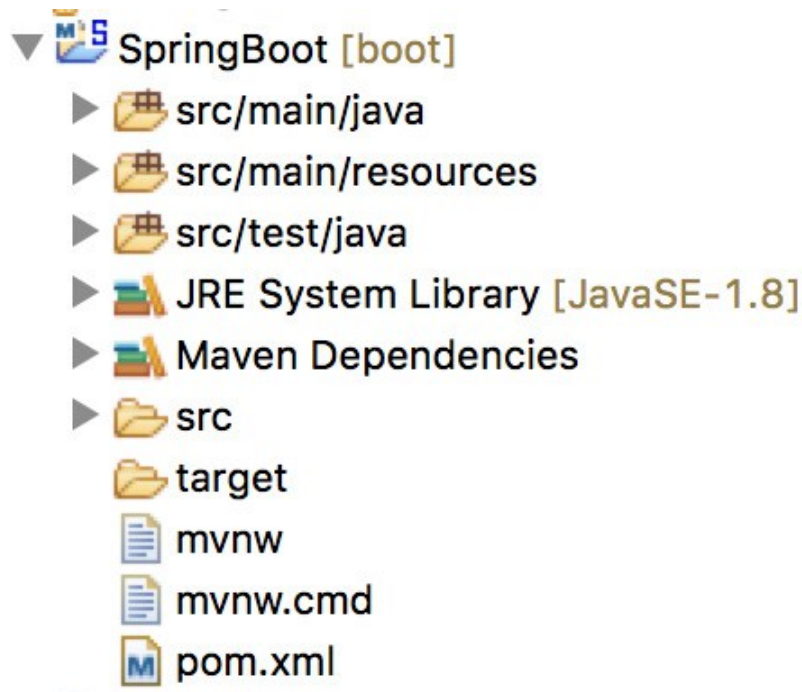 SpringBoot [boot]
src/main/java
src/main/resources
src/test/java
JRE System Library [JavaSE-1.8]
Maven Dependencies
src
target
mvnw
mvnw.cmd
pom.xml